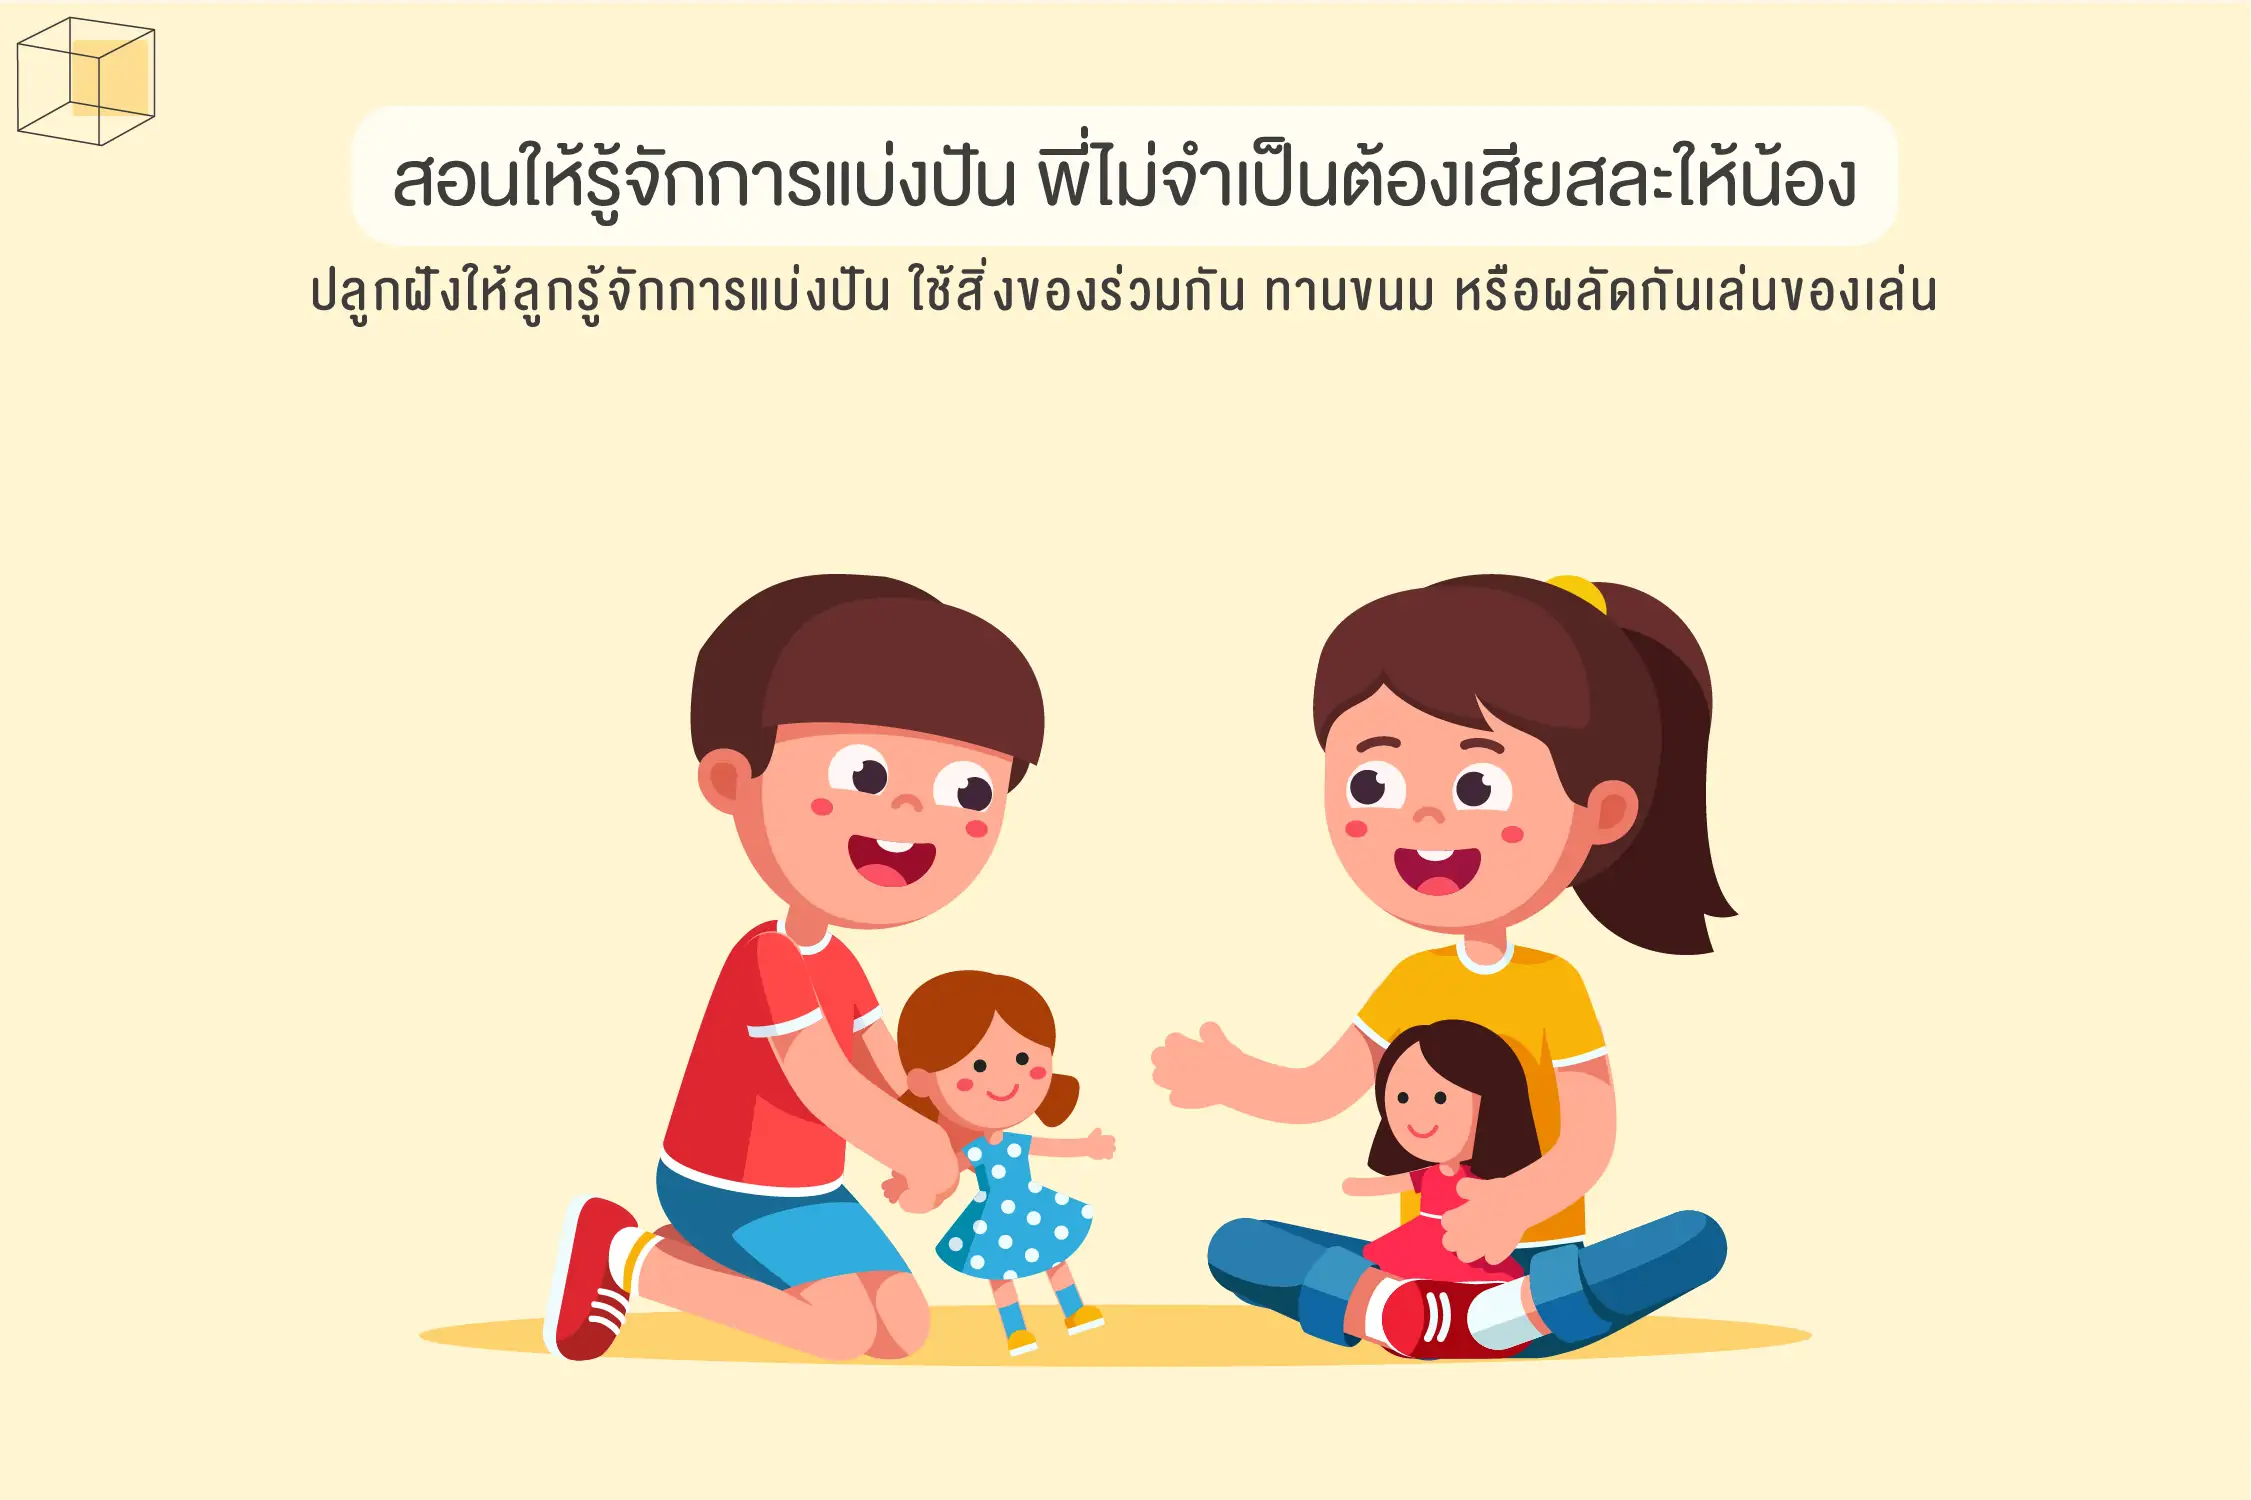 สอนให้รู้จักการแบ่งปัน พี่ไม่จำเป็นต้องเสียสละให้น้อง
ปลูกฝังให้ลูกรู้จักการแบ่งปัน ใช้สิ่งของร่วมกัน ทานขนม หรือผลัดกันเล่นของเล่น